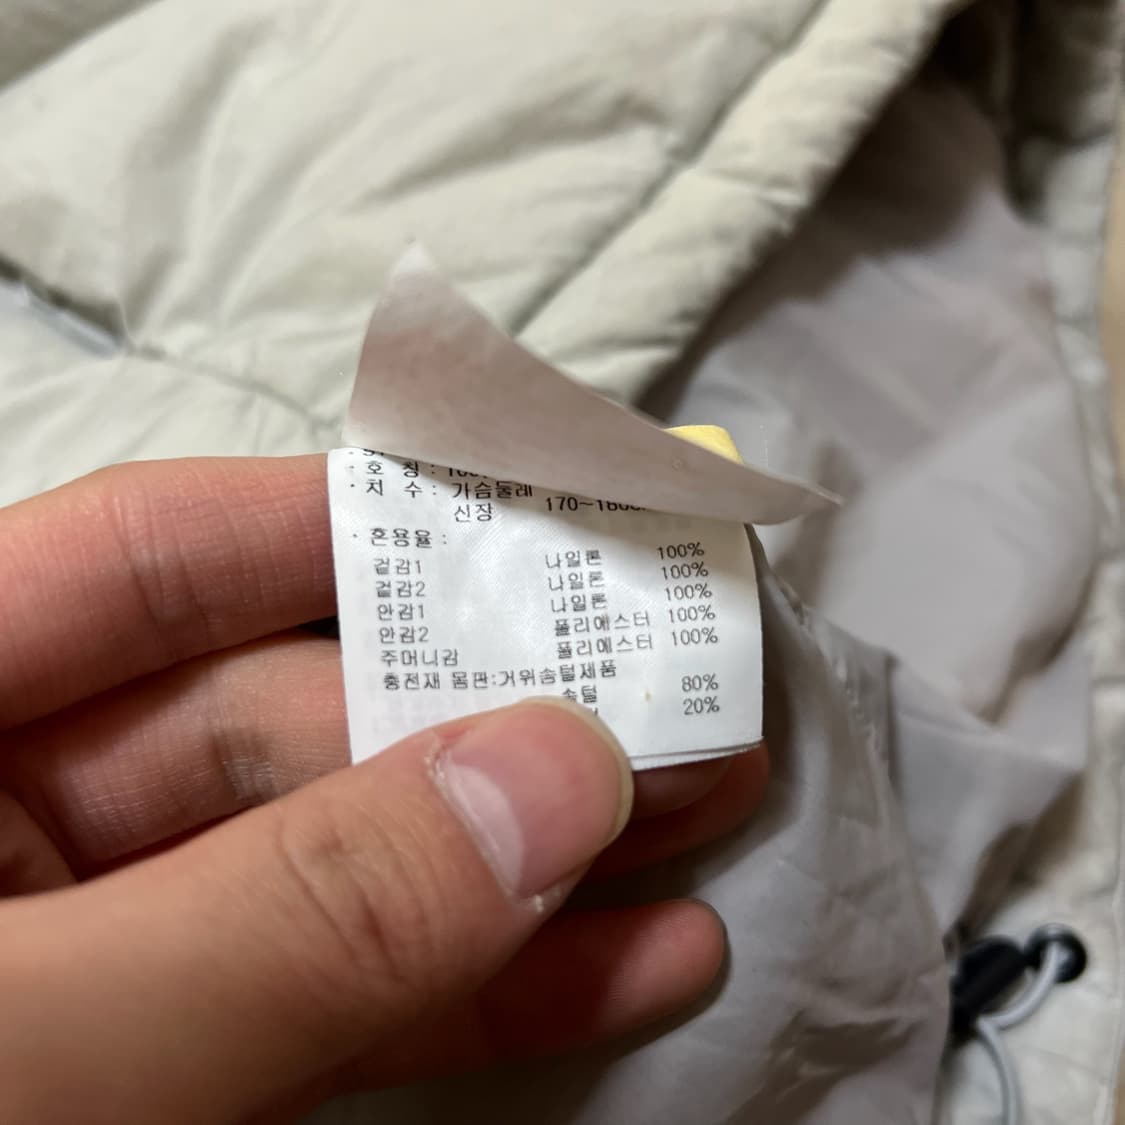 · 호 칭 :
· 치 수 : 가슴둘레
신장 170~180
· 혼용율 :
겉감1 나일론 100%
겉감2 나일론 100%
안감1 나일론 100%
안감2 폴리에스터 100%
주머니감 폴리에스터 100%
충전재 몸판:거위솜털제품
솜털 80%
20%